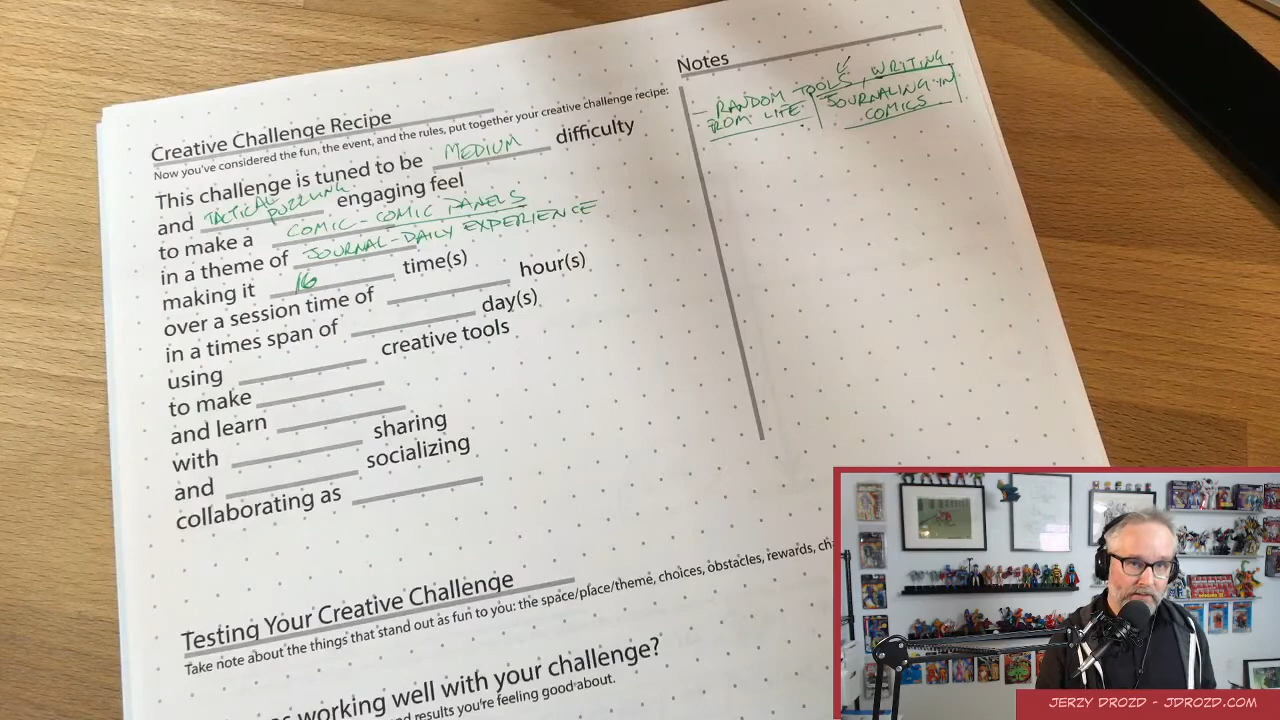 Creative Challenge Recipe
Now you've considered the fun, the event, and the rules, put together your creative challenge recipe:
This challenge is tuned to be MEDIUM difficulty
and TACTICAL PUZZLING engaging feel
to make a COMIC - COMIC PANELS
in a theme of JOURNAL - DAILY EXPERIENCE
making it 16 time(s)
over a session time of hour(s)
in a times span of day(s)
using creative tools
to make
and learn
with sharing
and socializing
collaborating as
Notes
- RANDOM TOOLS, WRITING
FROM LIFE JOURNALING IN
COMICS
Testing Your Creative Challenge
Take note about the things that stand out as fun to you: the space/place/theme, choices, obstacles, rewards,
working well with your challenge?
results you're feeling good about.
JERZY DROZD - JDROZD.COM